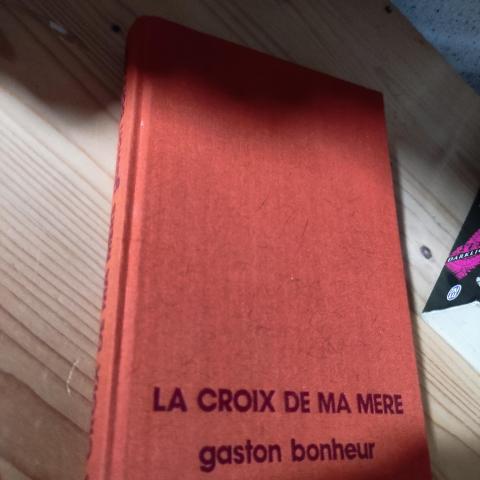 LA CROIX DE MA MERE
gaston bonheur